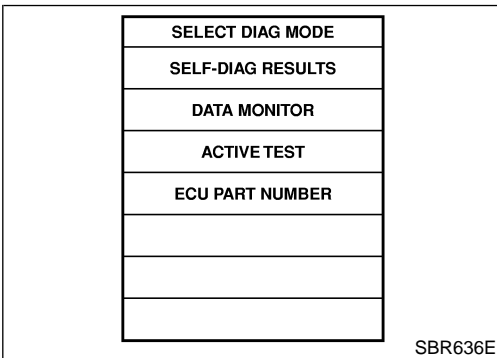 SELECT DIAG MODE
SELF-DIAG RESULTS
DATA MONITOR
ACTIVE TEST
ECU PART NUMBER
SBR636E